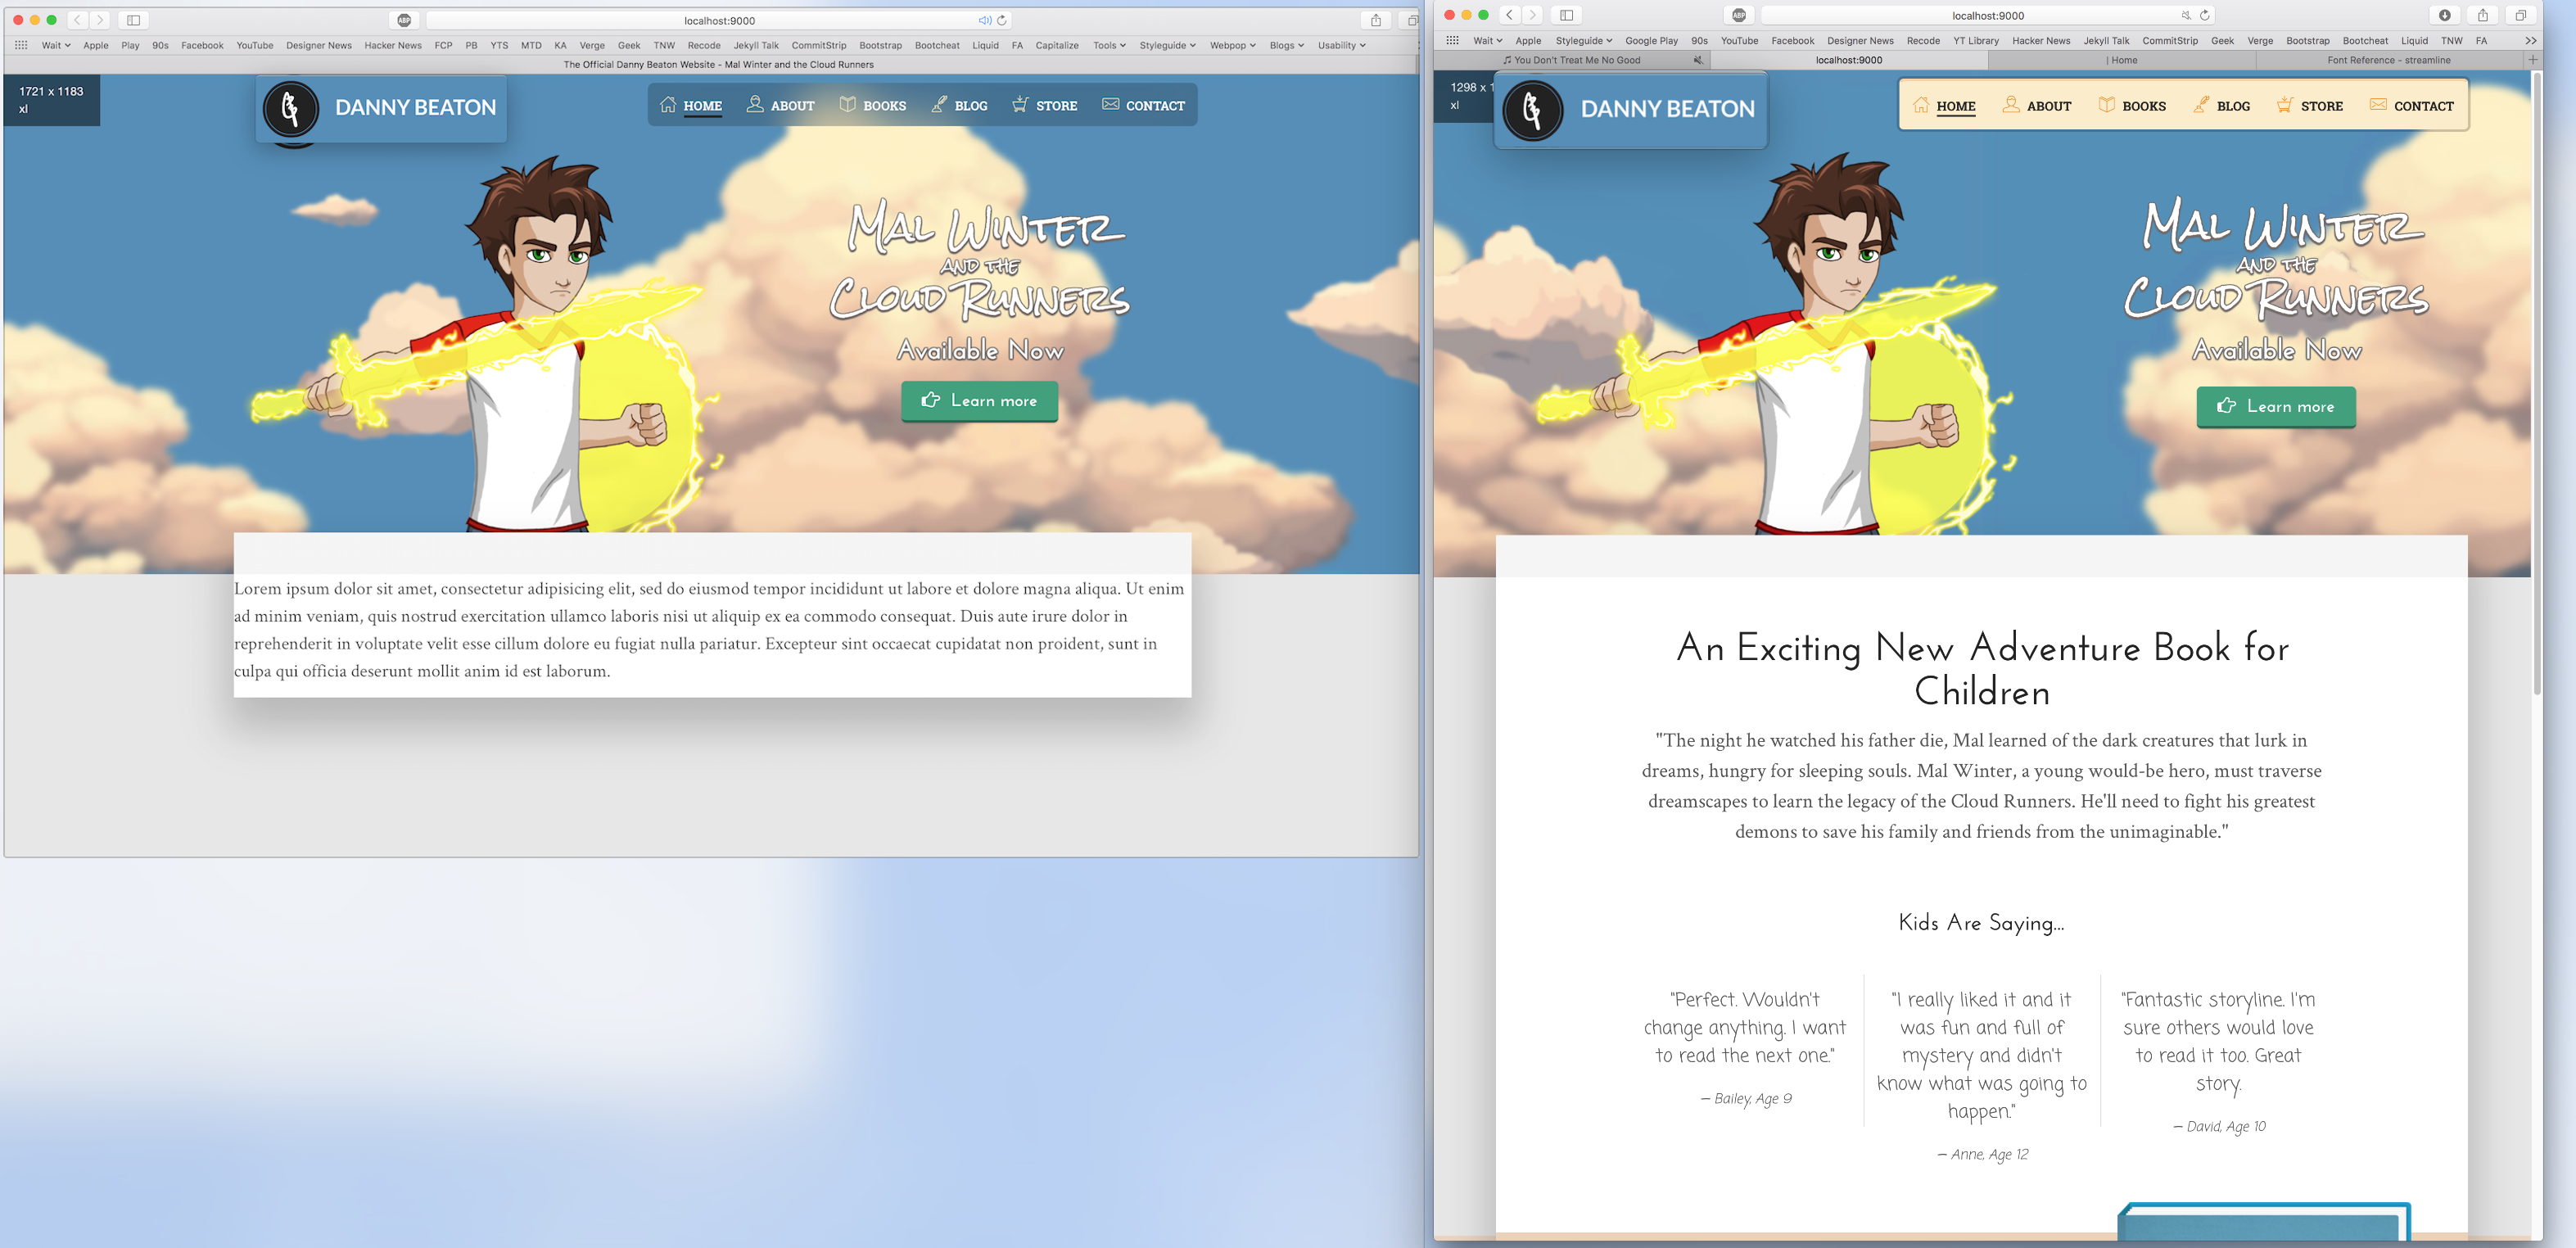 localhost:9000
Wait Apple Play 90s Facebook YouTube Designer News Hacker News FCP PB YTS MTD KA Verge Geek TNW Recode Jekyll Talk CommitStrip Bootstrap Bootcheat Liquid FA Capitalize Tools Styleguide Webpop Blogs Usability
The Official Danny Beaton Website - Mal Winter and the Cloud Runners
1721 x 1183
xl
DANNY BEATON
HOME ABOUT BOOKS BLOG STORE CONTACT
MAL WINTER
AND THE
CLOUD RUNNERS
Available Now
Learn more
Lorem ipsum dolor sit amet, consectetur adipisicing elit, sed do eiusmod tempor incididunt ut labore et dolore magna aliqua. Ut enim
ad minim veniam, quis nostrud exercitation ullamco laboris nisi ut aliquip ex ea commodo consequat. Duis aute irure dolor in
reprehenderit in voluptate velit esse cillum dolore eu fugiat nulla pariatur. Excepteur sint occaecat cupidatat non proident, sunt in
culpa qui officia deserunt mollit anim id est laborum.
ABP
localhost:9000
Wait Apple Styleguide Google Play 90s YouTube Facebook Designer News Recode YT Library Hacker News Jekyll Talk CommitStrip Geek Verge Bootstrap Bootcheat Liquid TNW FA
You Don't Treat Me No Good localhost:9000 | Home Font Reference - streamline
1298 x 1
xl
DANNY BEATON
HOME ABOUT BOOKS BLOG STORE CONTACT
MAL WINTER
AND THE
CLOUD RUNNERS
Available Now
Learn more
An Exciting New Adventure Book for
Children
"The night he watched his father die, Mal learned of the dark creatures that lurk in
dreams, hungry for sleeping souls. Mal Winter, a young would-be hero, must traverse
dreamscapes to learn the legacy of the Cloud Runners. He'll need to fight his greatest
demons to save his family and friends from the unimaginable."
Kids Are Saying...
"Perfect. Wouldn't
change anything. I want
to read the next one."
– Bailey, Age 9
"I really liked it and it
was fun and full of
mystery and didn't
know what was going to
happen."
– Anne, Age 12
"Fantastic storyline. I'm
sure others would love
to read it too. Great
story.
– David, Age 10